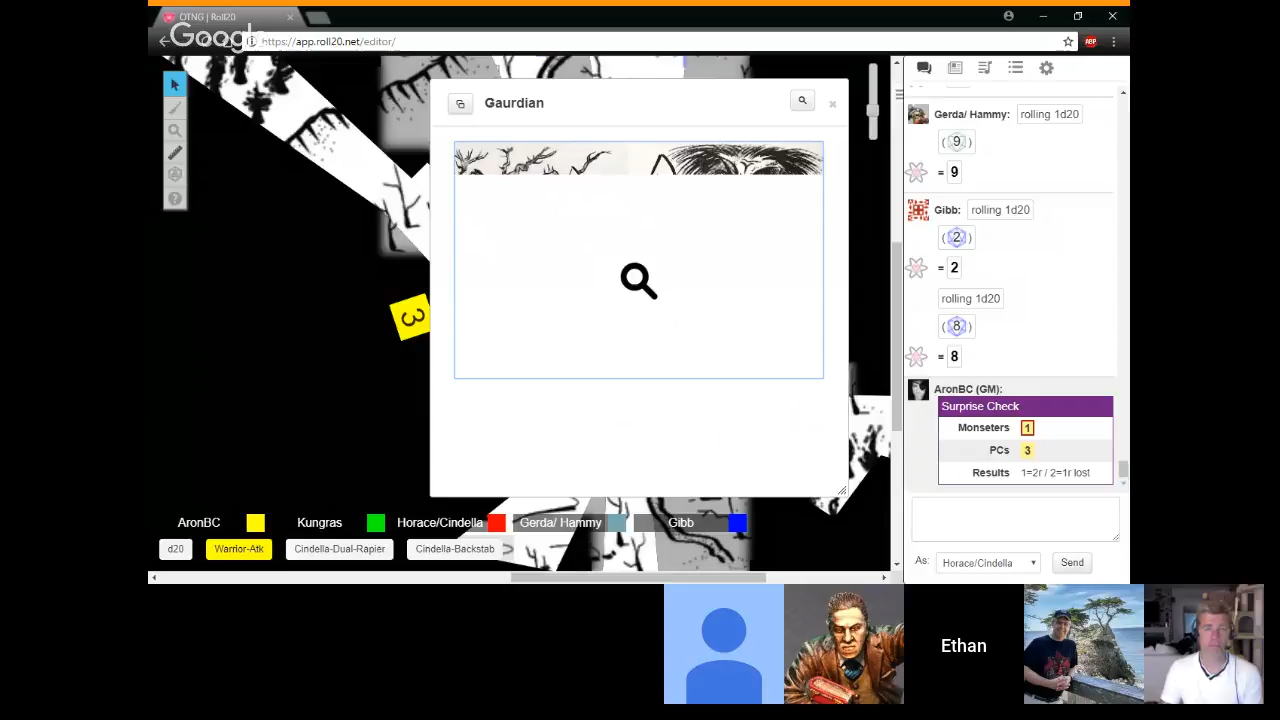 OTNG | Roll20
Google
https://app.roll20.net/editor/
ABP
Gaurdian
3
Gerda/ Hammy: rolling 1d20
(9)
= 9
Gibb: rolling 1d20
(2)
= 2
rolling 1d20
(8)
= 8
AronBC (GM):
Surprise Check
Monseters 1
PCs 3
Results 1=2r / 2=1r lost
AronBC Kungras Horace/Cindella Gerda/ Hammy Gibb
d20 Warrior-Atk Cindella-Dual-Rapier Cindella-Backstab
As: Horace/Cindella Send
Ethan